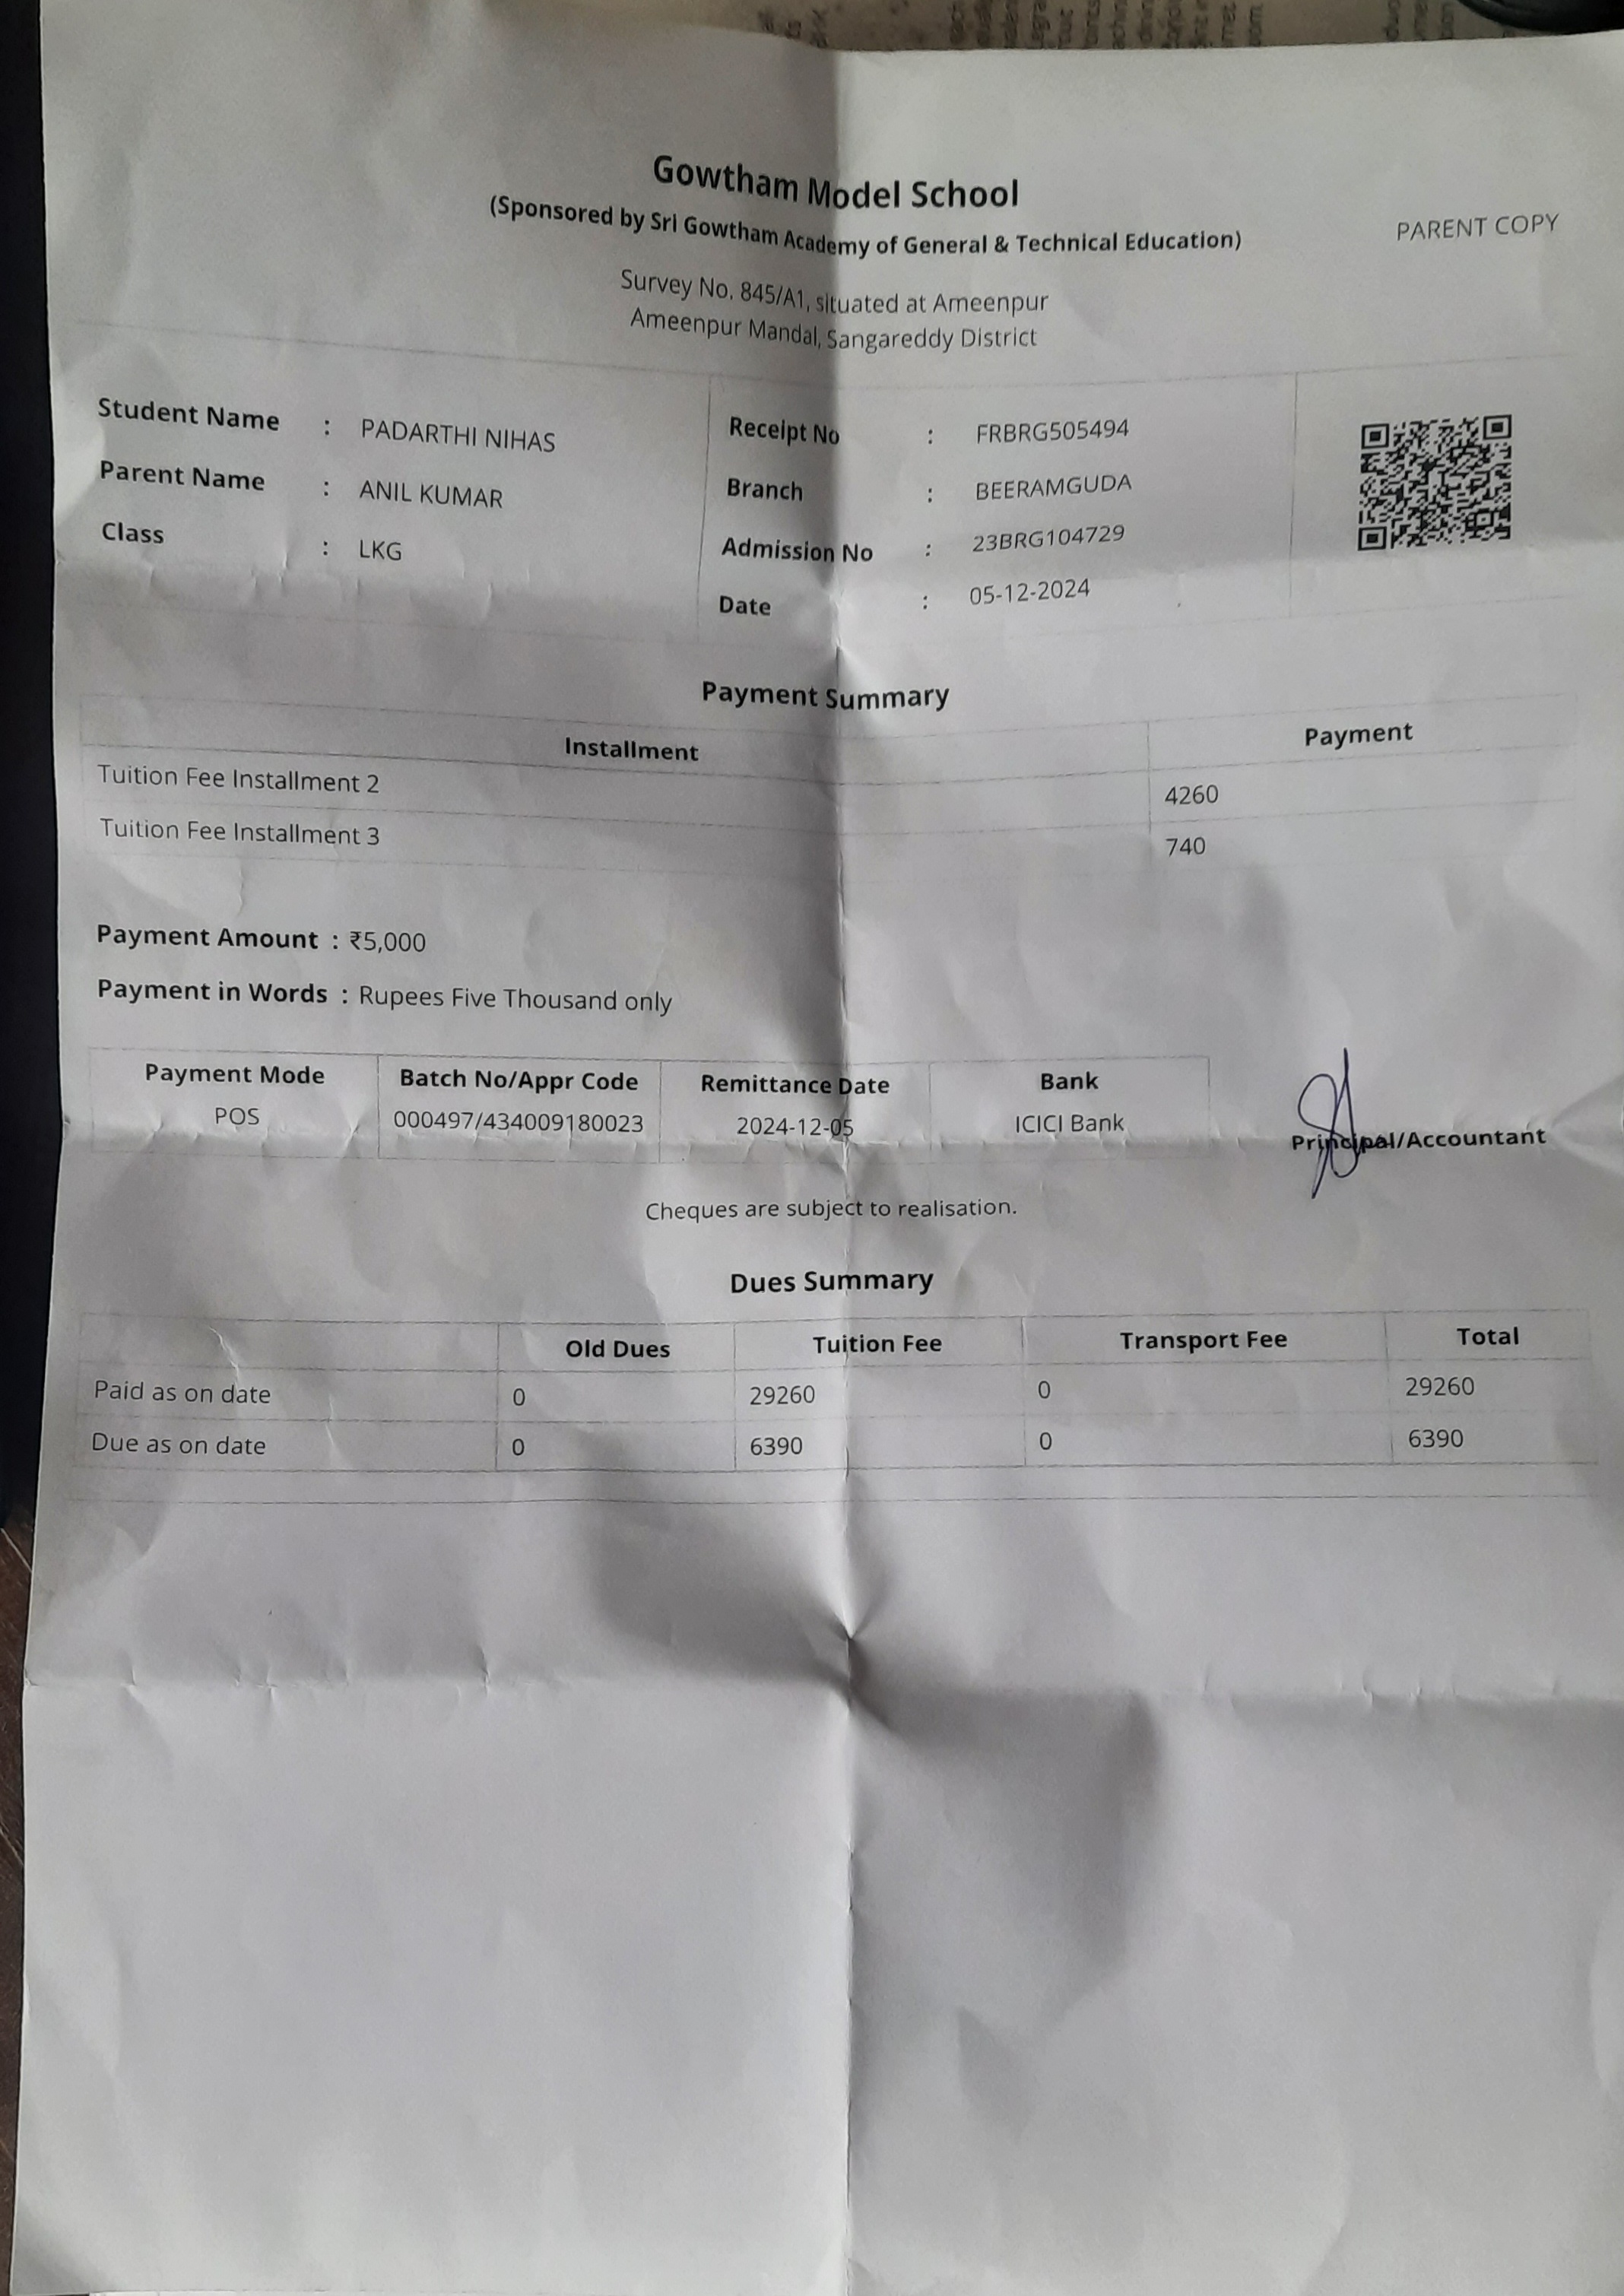 Gowtham Model School
(Sponsored by Sri Gowtham Academy of General & Technical Education)
PARENT COPY
Survey No. 845/A1, situated at Ameenpur
Ameenpur Mandal, Sangareddy District
Student Name : PADARTHI NIHAS
Parent Name : ANIL KUMAR
Class : LKG
Receipt No : FRBRG505494
Branch : BEERAMGUDA
Admission No : 23BRG104729
Date : 05-12-2024
Payment Summary
Installment Payment
Tuition Fee Installment 2 4260
Tuition Fee Installment 3 740
Payment Amount : ₹5,000
Payment in Words : Rupees Five Thousand only
Payment Mode Batch No/Appr Code Remittance Date Bank
POS 000497/434009180023 2024-12-05 ICICI Bank
Principal/Accountant
Cheques are subject to realisation.
Dues Summary
Old Dues Tuition Fee Transport Fee Total
Paid as on date 0 29260 0 29260
Due as on date 0 6390 0 6390